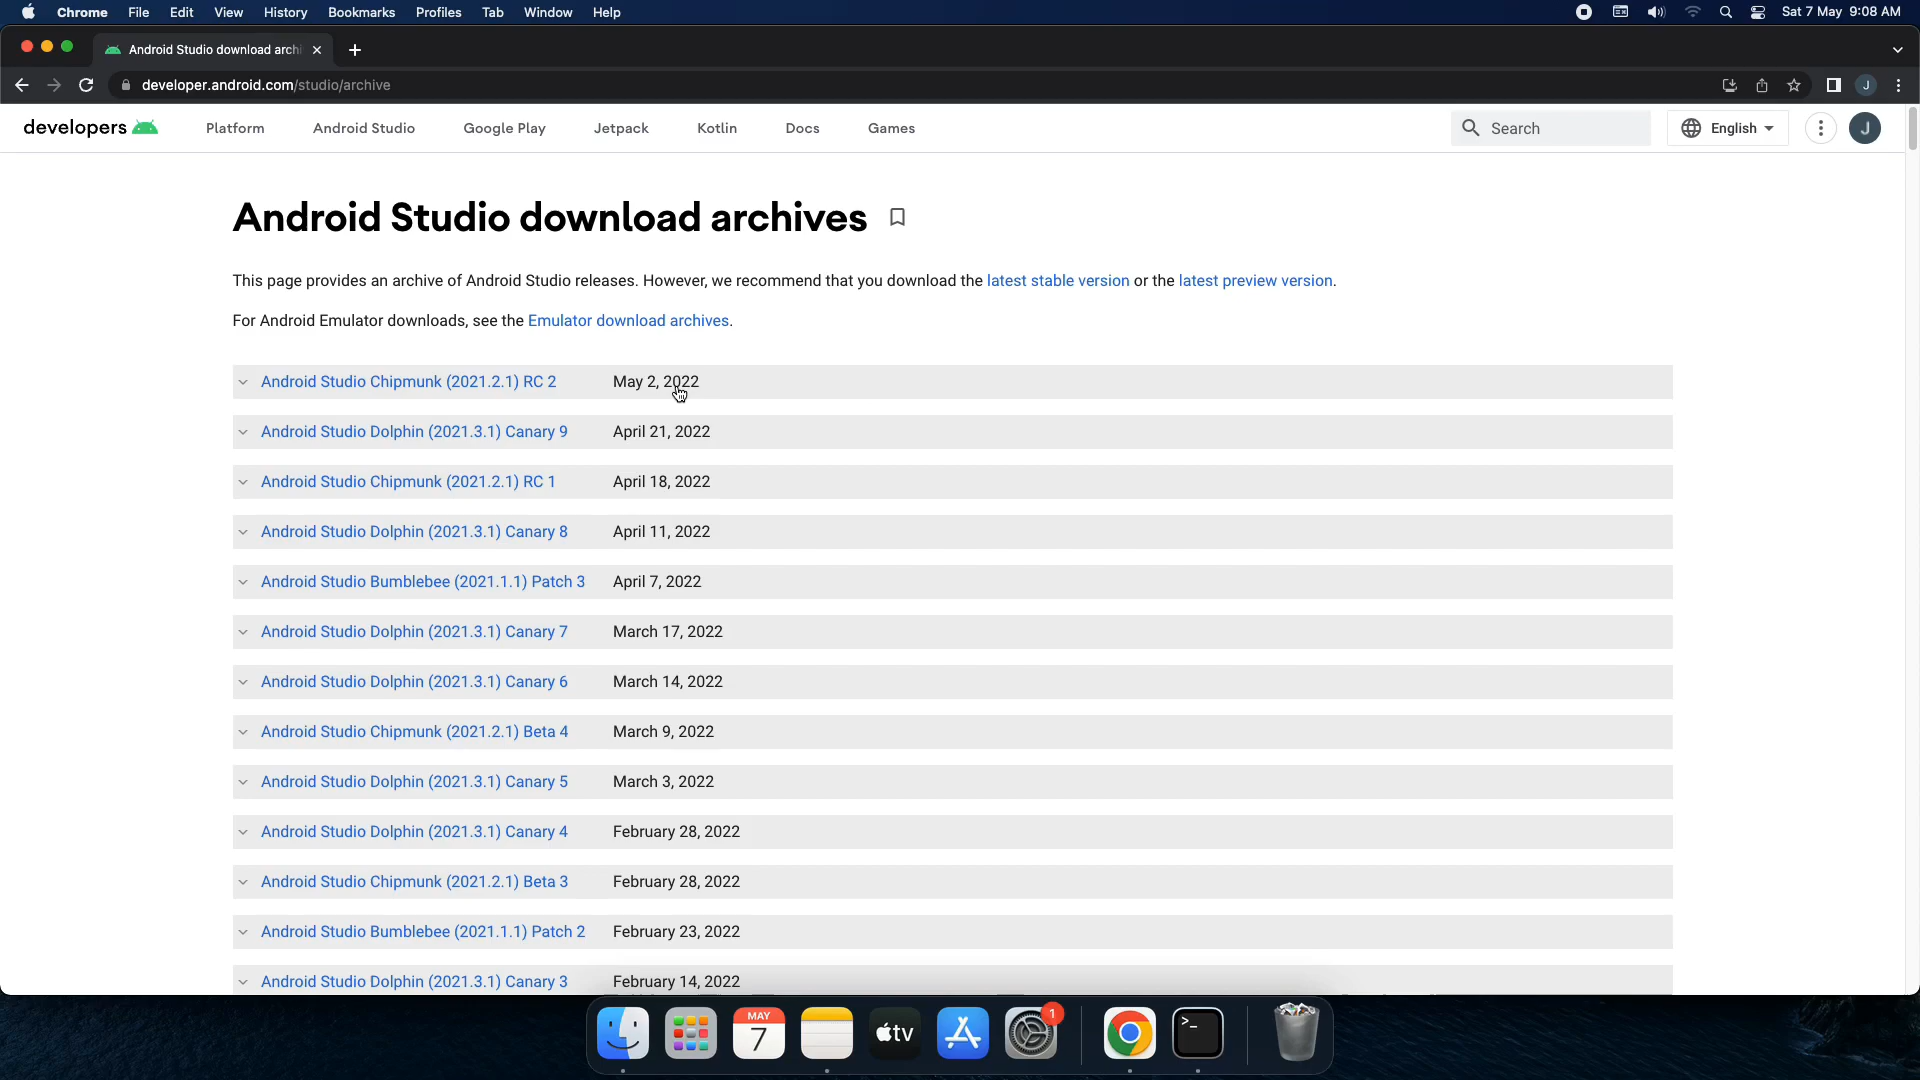 Chrome File Edit View History Bookmarks Profiles Tab Window Help Sat 7 May 9:08 AM
Android Studio download archi
developer.android.com/studio/archive J
developers Platform Android Studio Google Play Jetpack Kotlin Docs Games Search English J
Android Studio download archives
This page provides an archive of Android Studio releases. However, we recommend that you download the latest stable version or the latest preview version.
For Android Emulator downloads, see the Emulator download archives.
Android Studio Chipmunk (2021.2.1) RC 2 May 2, 2022
Android Studio Dolphin (2021.3.1) Canary 9 April 21, 2022
Android Studio Chipmunk (2021.2.1) RC 1 April 18, 2022
Android Studio Dolphin (2021.3.1) Canary 8 April 11, 2022
Android Studio Bumblebee (2021.1.1) Patch 3 April 7, 2022
Android Studio Dolphin (2021.3.1) Canary 7 March 17, 2022
Android Studio Dolphin (2021.3.1) Canary 6 March 14, 2022
Android Studio Chipmunk (2021.2.1) Beta 4 March 9, 2022
Android Studio Dolphin (2021.3.1) Canary 5 March 3, 2022
Android Studio Dolphin (2021.3.1) Canary 4 February 28, 2022
Android Studio Chipmunk (2021.2.1) Beta 3 February 28, 2022
Android Studio Bumblebee (2021.1.1) Patch 2 February 23, 2022
Android Studio Dolphin (2021.3.1) Canary 3 February 14, 2022
MAY
7
tv
1
>_